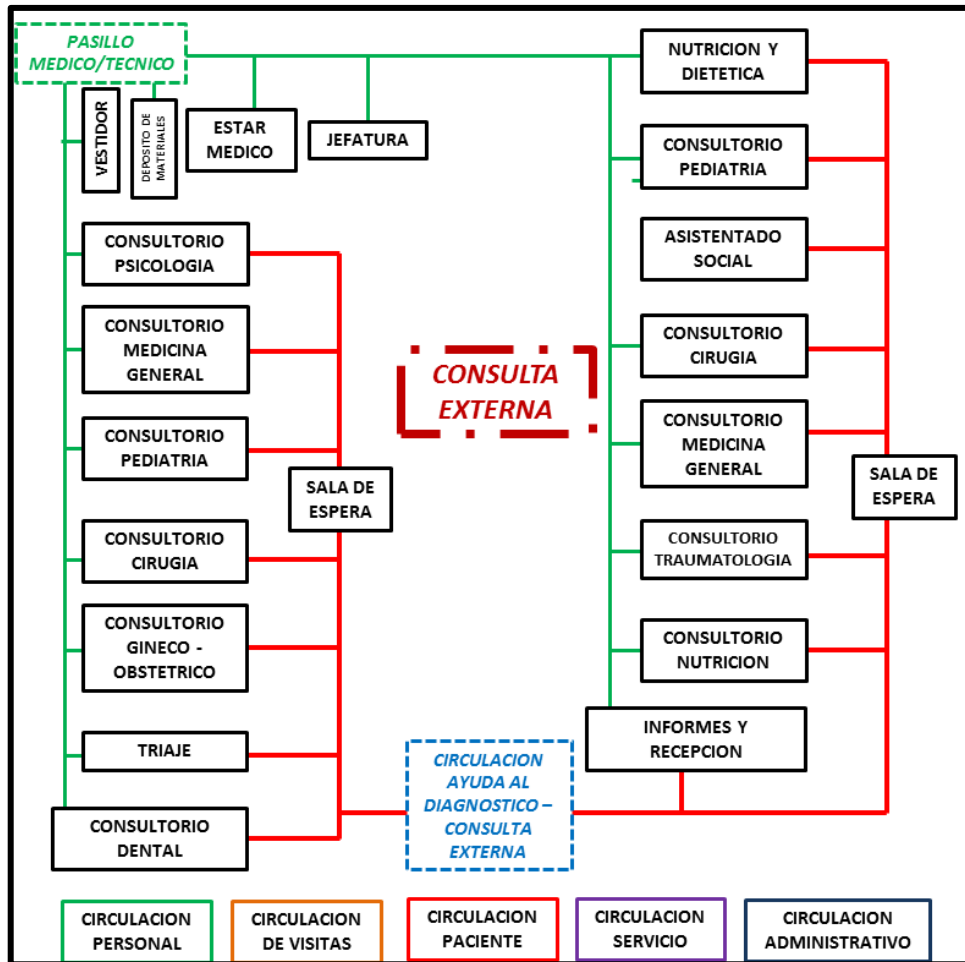 PASILLO
MEDICO/TECNICO
VESTIDOR
DEPOSITO DE
MATERIALES
ESTAR
MEDICO
JEFATURA
NUTRICION Y
DIETETICA
CONSULTORIO
PEDIATRIA
ASISTENTADO
SOCIAL
CONSULTORIO
CIRUGIA
CONSULTORIO
MEDICINA
GENERAL
CONSULTORIO
TRAUMATOLOGIA
CONSULTORIO
NUTRICION
INFORMES Y
RECEPCION
SALA DE
ESPERA
CONSULTA
EXTERNA
CONSULTORIO
PSICOLOGIA
CONSULTORIO
MEDICINA
GENERAL
CONSULTORIO
PEDIATRIA
SALA DE
ESPERA
CONSULTORIO
CIRUGIA
CONSULTORIO
GINECO -
OBSTETRICO
TRIAJE
CONSULTORIO
DENTAL
CIRCULACION
AYUDA AL
DIAGNOSTICO –
CONSULTA
EXTERNA
CIRCULACION
PERSONAL
CIRCULACION
DE VISITAS
CIRCULACION
PACIENTE
CIRCULACION
SERVICIO
CIRCULACION
ADMINISTRATIVO